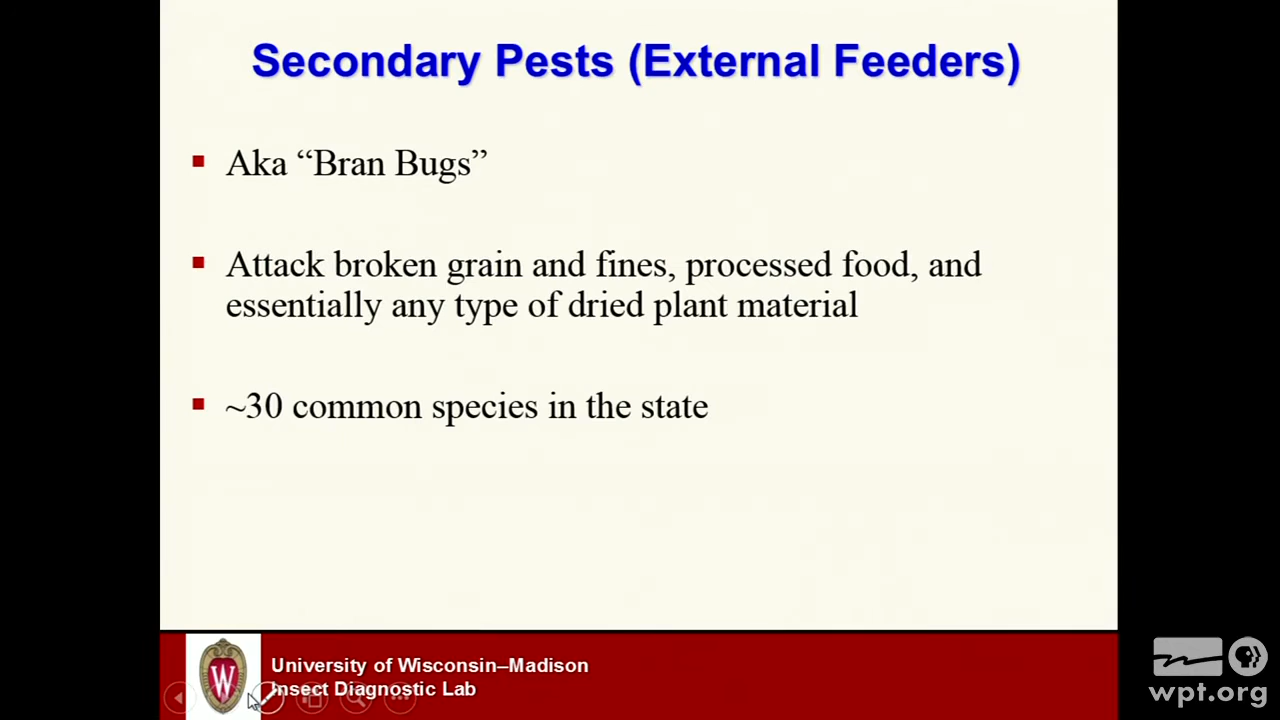 Secondary Pests (External Feeders)
Aka “Bran Bugs”
Attack broken grain and fines, processed food, and
essentially any type of dried plant material
~30 common species in the state
W
University of Wisconsin–Madison
Insect Diagnostic Lab
wpt.org